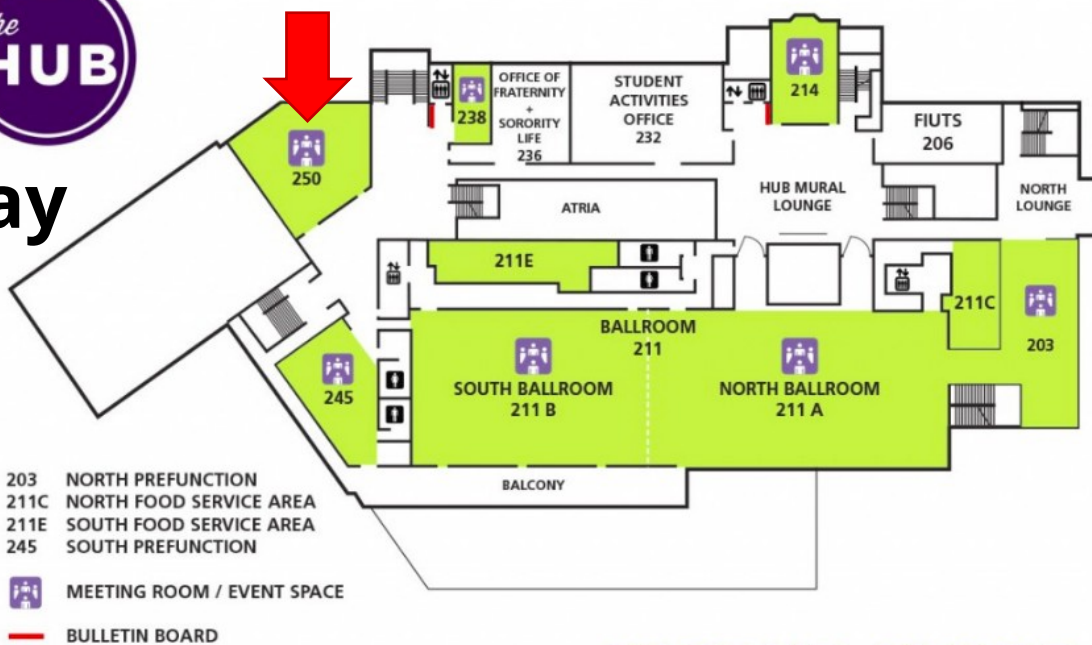 the
HUB
ay
250
238
OFFICE OF
FRATERNITY
+
SORORITY
LIFE
236
STUDENT
ACTIVITIES
OFFICE
232
214
FIUTS
206
ATRIA
HUB MURAL
LOUNGE
NORTH
LOUNGE
211E
211C
203
BALLROOM
211
245
SOUTH BALLROOM
211 B
NORTH BALLROOM
211 A
BALCONY
203 NORTH PREFUNCTION
211C NORTH FOOD SERVICE AREA
211E SOUTH FOOD SERVICE AREA
245 SOUTH PREFUNCTION
MEETING ROOM / EVENT SPACE
BULLETIN BOARD